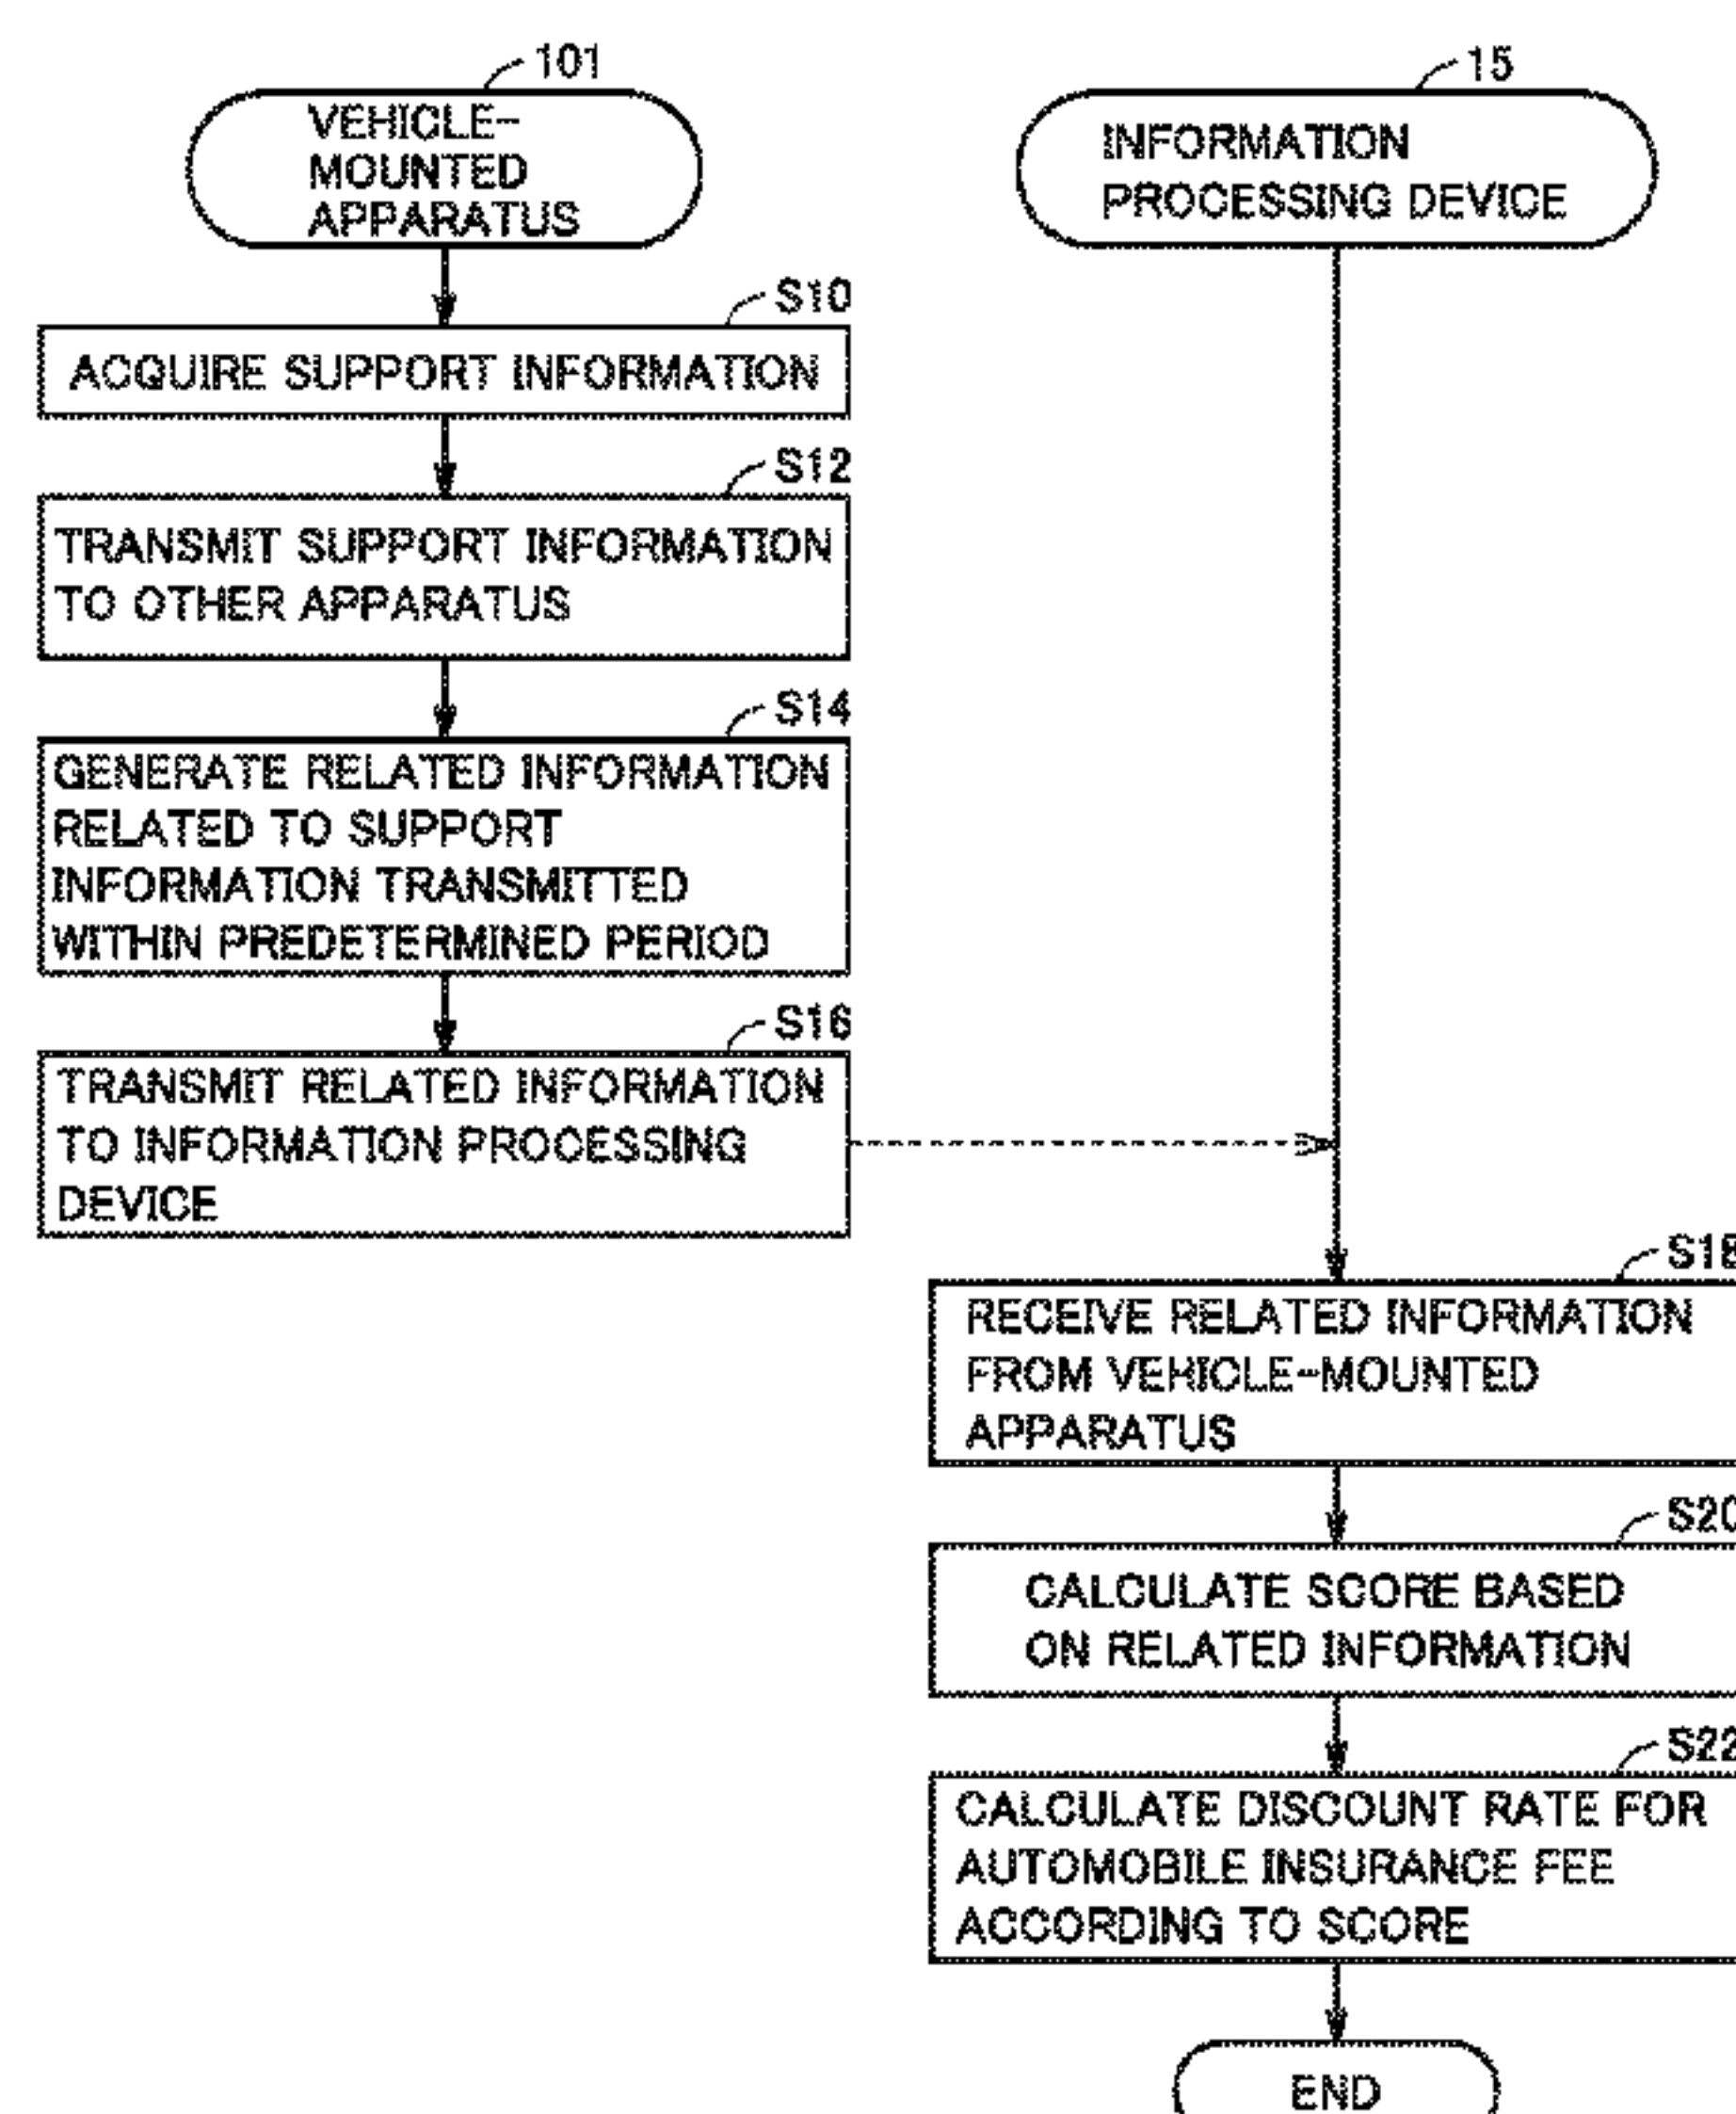 101
VEHICLE-
MOUNTED
APPARATUS
15
INFORMATION
PROCESSING DEVICE
S10
ACQUIRE SUPPORT INFORMATION
S12
TRANSMIT SUPPORT INFORMATION
TO OTHER APPARATUS
S14
GENERATE RELATED INFORMATION
RELATED TO SUPPORT
INFORMATION TRANSMITTED
WITHIN PREDETERMINED PERIOD
S16
TRANSMIT RELATED INFORMATION
TO INFORMATION PROCESSING
DEVICE
S18
RECEIVE RELATED INFORMATION
FROM VEHICLE-MOUNTED
APPARATUS
S20
CALCULATE SCORE BASED
ON RELATED INFORMATION
S22
CALCULATE DISCOUNT RATE FOR
AUTOMOBILE INSURANCE FEE
ACCORDING TO SCORE
END